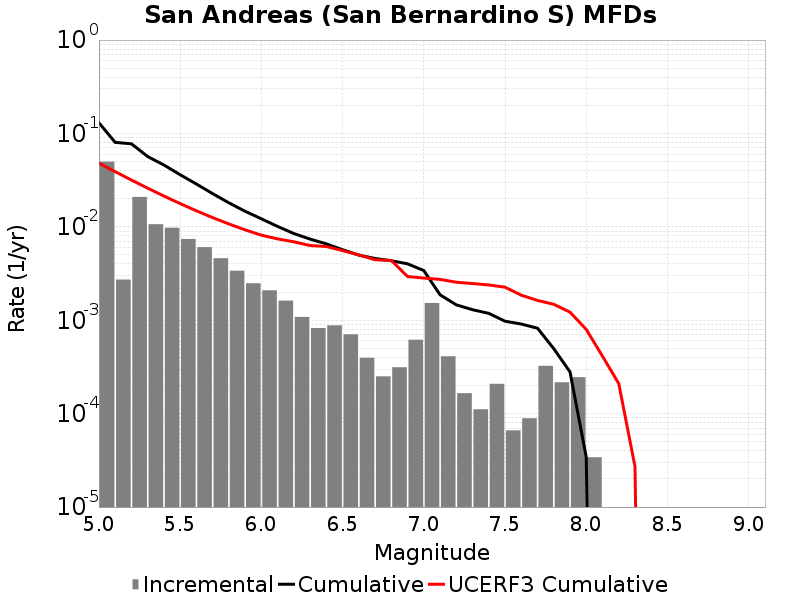 San Andreas (San Bernardino S) MFDs
10^0
10^-1
10^-2
10^-3
10^-4
10^-5
Rate (1/yr)
5.0 5.5 6.0 6.5 7.0 7.5 8.0 8.5 9.0
Magnitude
Incremental Cumulative UCERF3 Cumulative